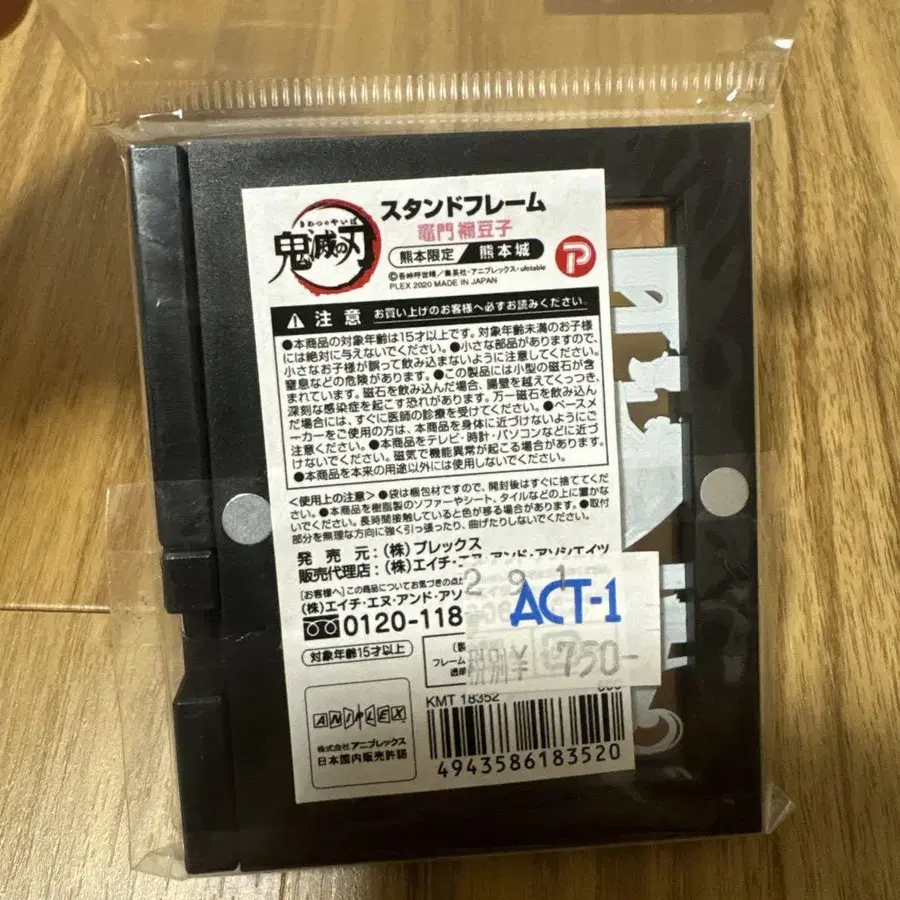 きめつのやいば
鬼滅の刃
スタンドフレーム
竈門禰豆子
熊本限定 熊本城
P
©吾峠呼世晴／集英社・アニプレックス・ufotable
PLEX 2020 MADE IN JAPAN
注意 お買い上げのお客様へ必ずお読みください。
●本商品の対象年齢は15才以上です。対象年齢未満のお子様
には絶対に与えないでください。●小さな部品がありますので、
小さなお子様が誤って飲み込まないように注意してください。
窒息などの危険があります。●この製品には小型の磁石が含
まれています。磁石を飲み込んだ場合、腸壁を越えてくっつき、
深刻な感染症を起こす恐れがあります。万一磁石を飲み込ん
だ場合には、すぐに医師の診療を受けてください。●ペースメ
ーカーをご使用の方は、本商品を身体に近づけないようにご
注意ください。●本商品をテレビ・時計・パソコンなどに近づ
けないでください。磁気で機能異常が起こる場合があります。
●本商品を本来の用途以外には使用しないでください。
＜使用上の注意＞●袋は梱包材ですので、開封後はすぐに捨ててくだ
さい。●本商品を樹脂製のソファーやシート、タイルなどの上に置かな
いでください。長時間接触していると色が移る場合があります。●取付
部分を無理な方向に強く引っ張ったり、曲げたりしないでください。
発売元：(株)プレックス
販売代理店：(株)エイチ・エヌ・アンド・アソシエイツ
[お客様へ]この商品についてお気づきの点が
(株)エイチ・エヌ・アンド・アソ
0120-118
291
ACT-1
税別￥ 750-
対象年齢15才以上
フレーム
KMT 18352
ANIPLEX
株式会社アニプレックス
日本国内販売許諾
4943586183520